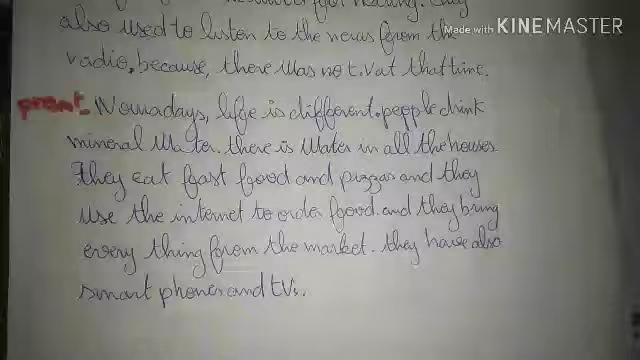 Made with KINEMASTER
also used to listen to the news from the
radio, because, there was no t.v at that time.
Nowadays, life is different. people drink
mineral water. there is water in all the houses
They eat fast food and pizzas and they
use the internet to order food. and they bring
every thing from the market. they have also
smart phones and TVs.